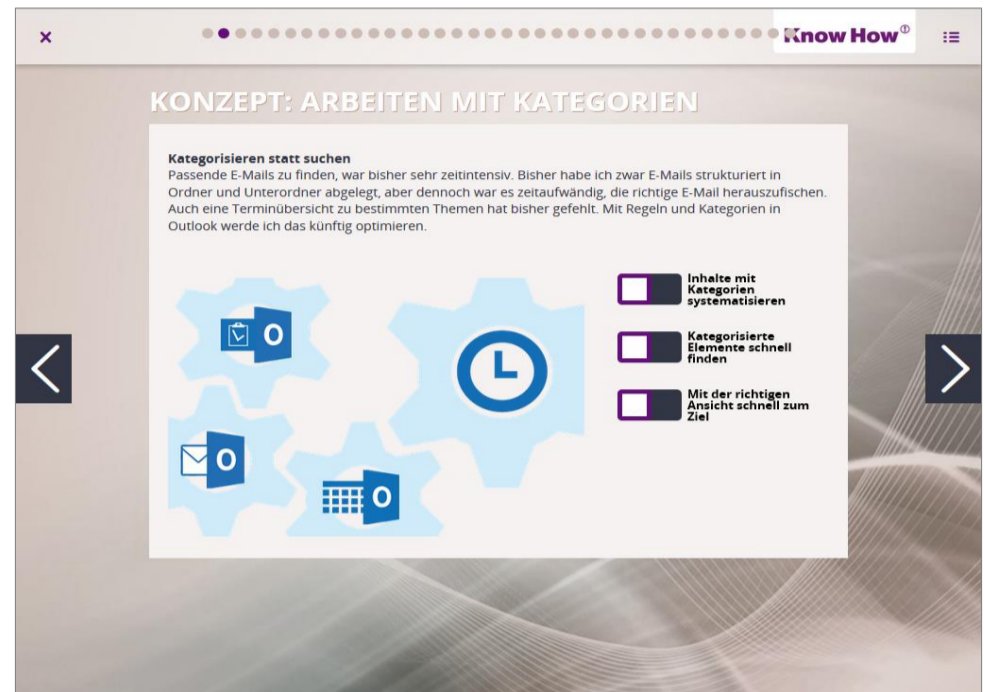 Know How
KONZEPT: ARBEITEN MIT KATEGORIEN
Kategorisieren statt suchen
Passende E-Mails zu finden, war bisher sehr zeitintensiv. Bisher habe ich zwar E-Mails strukturiert in
Ordner und Unterordner abgelegt, aber dennoch war es zeitaufwändig, die richtige E-Mail herauszufischen.
Auch eine Terminübersicht zu bestimmten Themen hat bisher gefehlt. Mit Regeln und Kategorien in
Outlook werde ich das künftig optimieren.
Inhalte mit
Kategorien
systematisieren
Kategorisierte
Elemente schnell
finden
Mit der richtigen
Ansicht schnell zum
Ziel
O
O
O